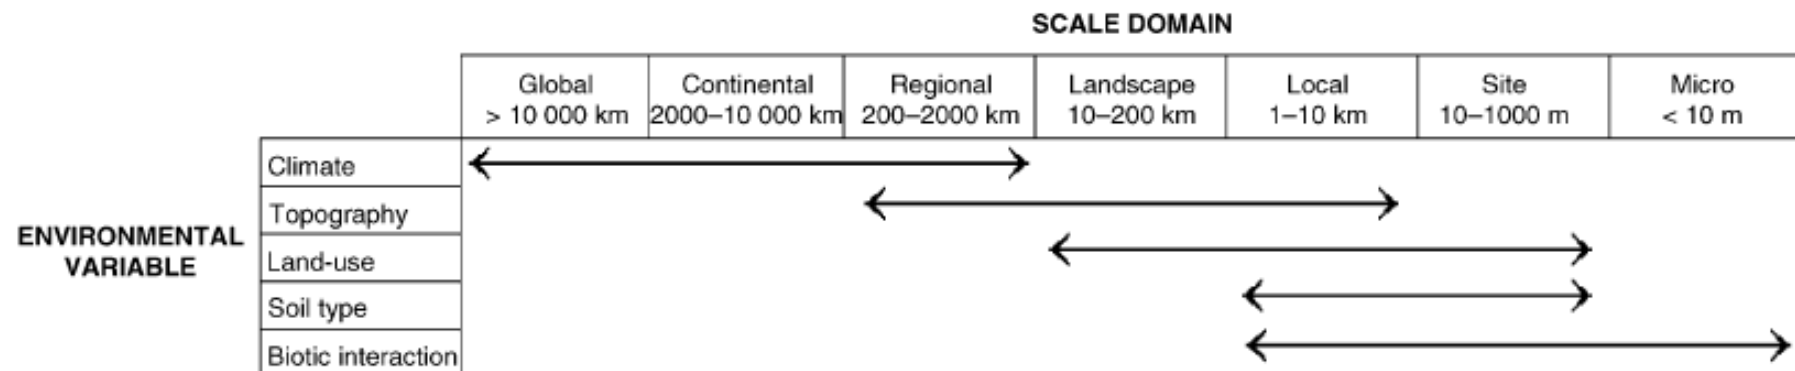 SCALE DOMAIN
Global Continental Regional Landscape Local Site Micro
> 10 000 km 2000–10 000 km 200–2000 km 10–200 km 1–10 km 10–1000 m < 10 m
Climate
Topography
ENVIRONMENTAL
VARIABLE
Land-use
Soil type
Biotic interaction